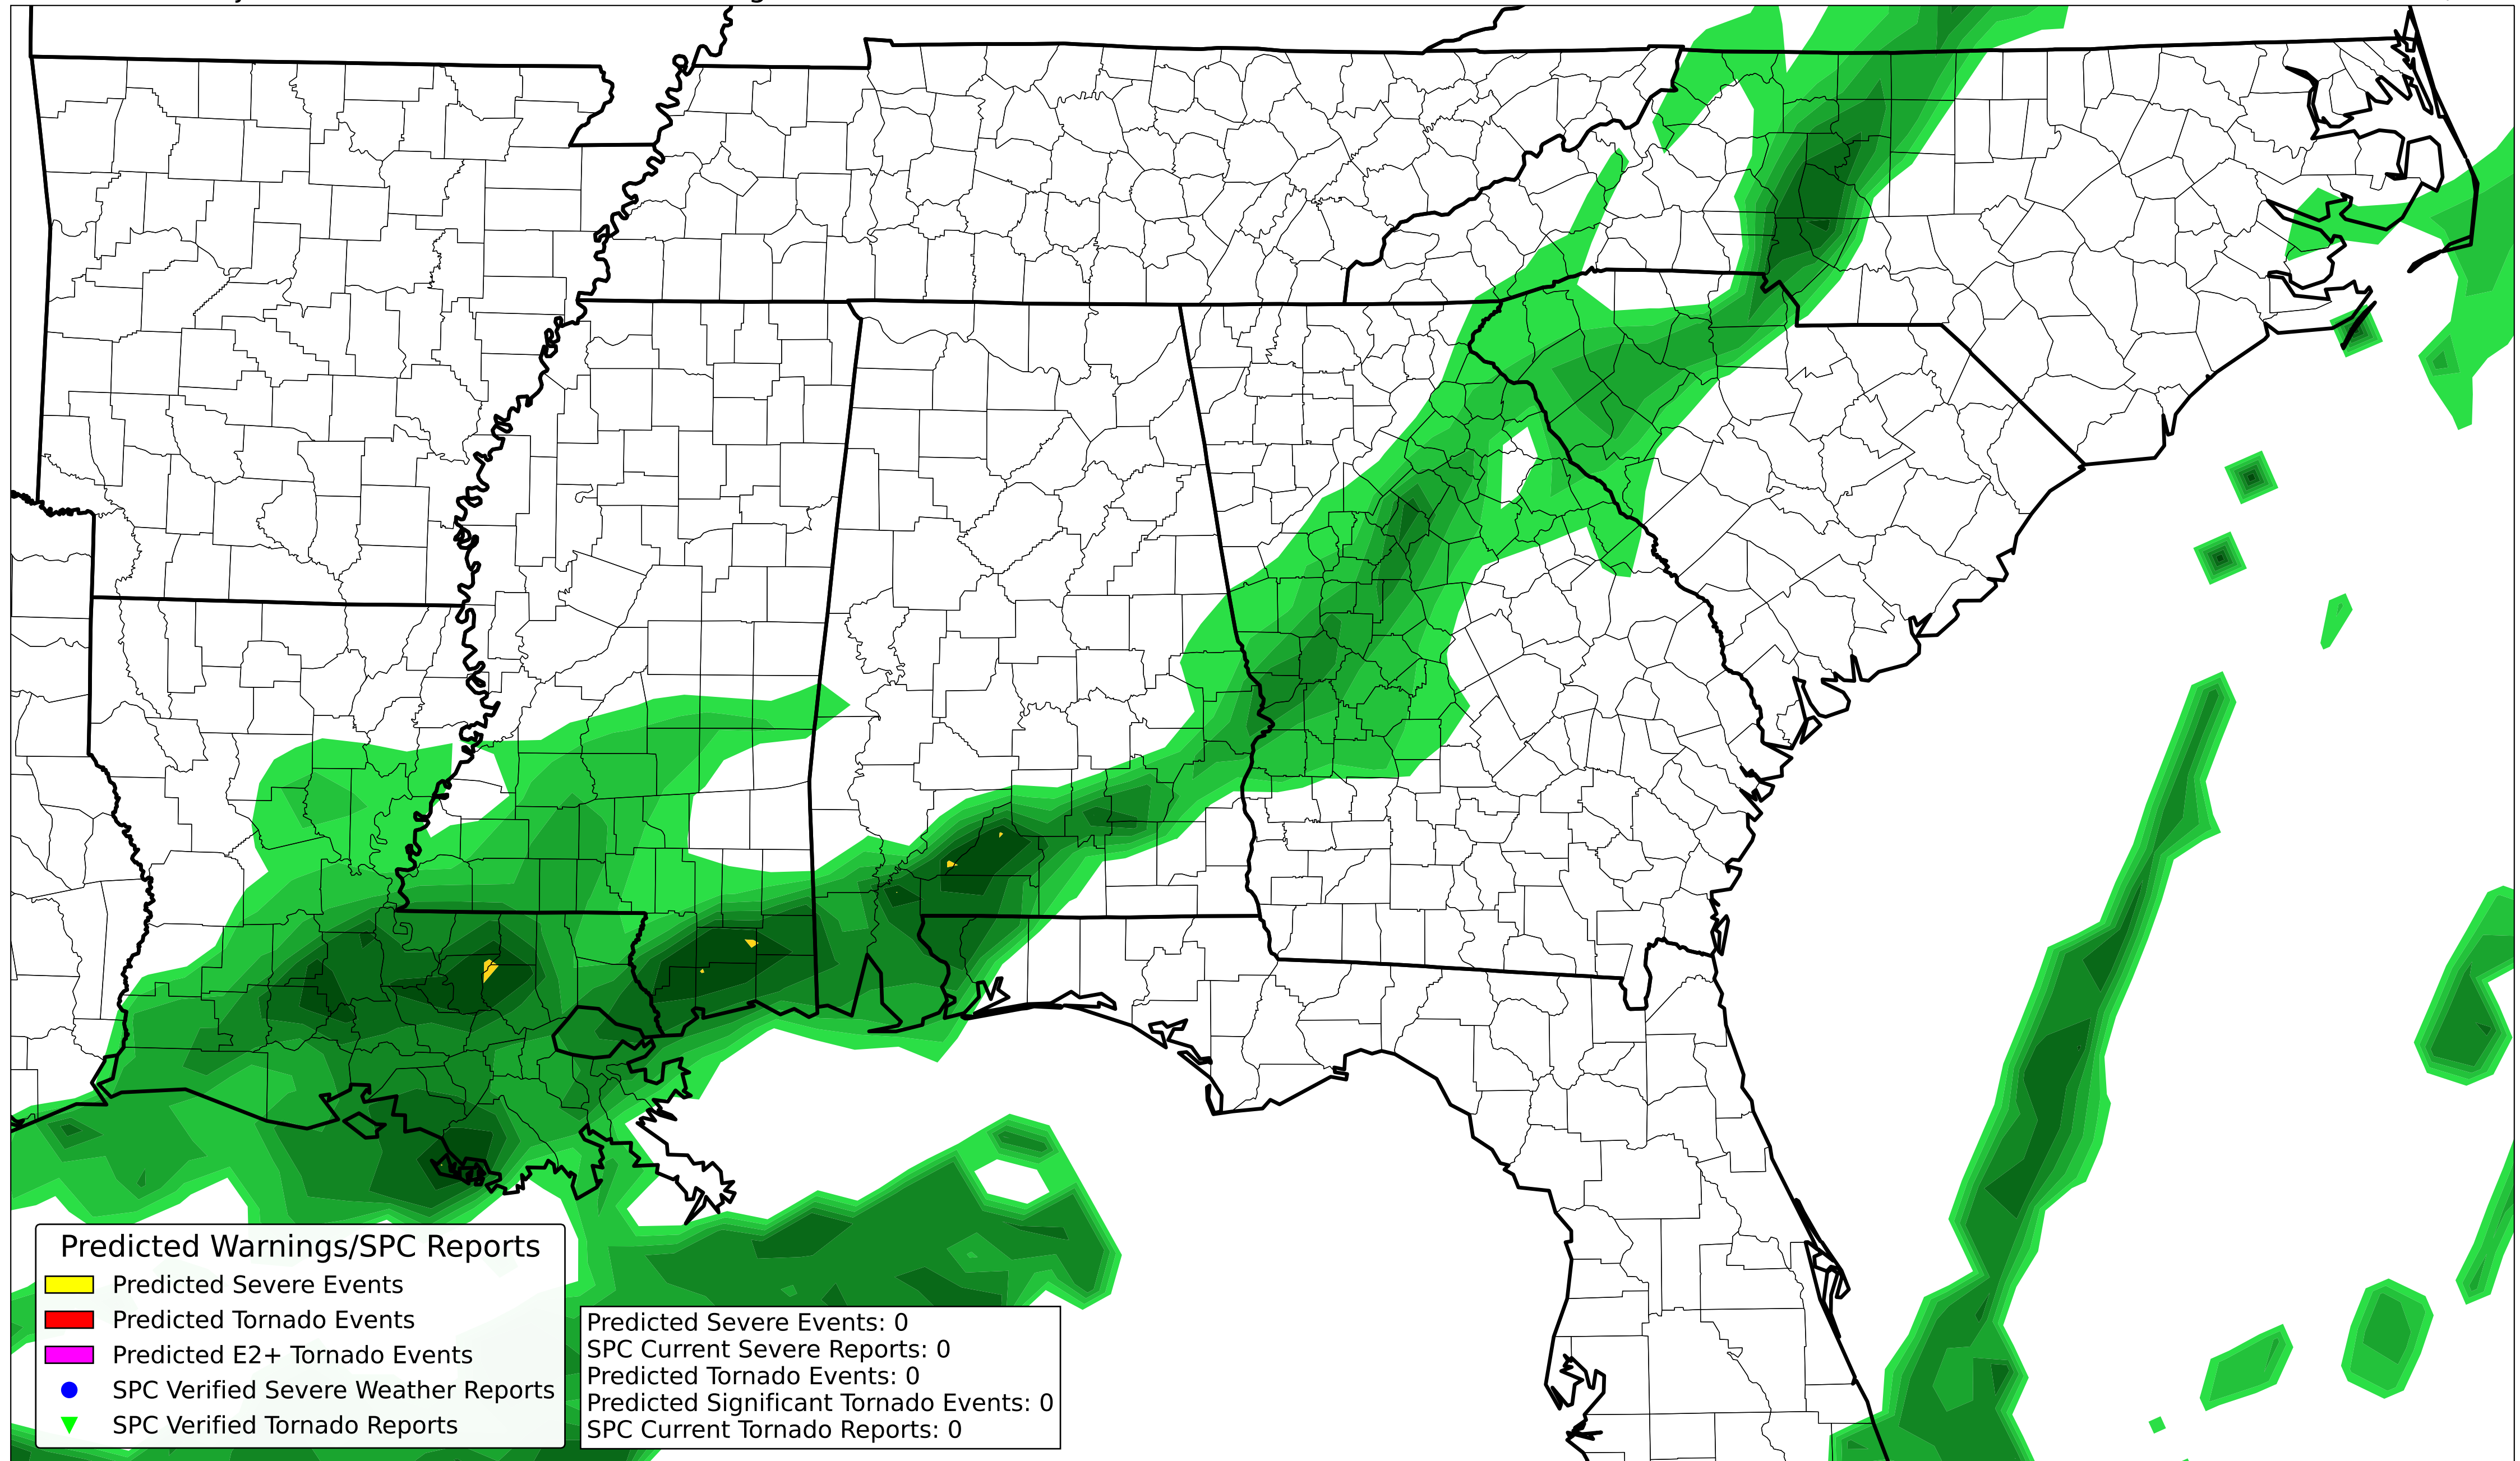 Predicted Warnings/SPC Reports
Predicted Severe Events
Predicted Tornado Events
Predicted E2+ Tornado Events
SPC Verified Severe Weather Reports
SPC Verified Tornado Reports
Predicted Severe Events: 0
SPC Current Severe Reports: 0
Predicted Tornado Events: 0
Predicted Significant Tornado Events: 0
SPC Current Tornado Reports: 0